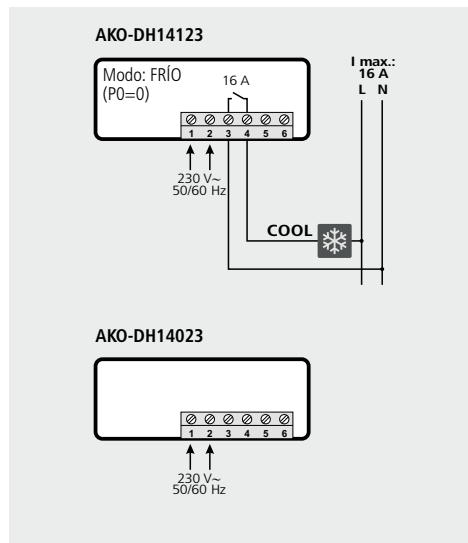 AKO-DH14123
Modo: FRÍO
(P0=0)
16 A
I max.:
16 A
L N
1 2 3 4 5 6
230 V~
50/60 Hz
COOL
AKO-DH14023
1 2 3 4 5 6
230 V~
50/60 Hz